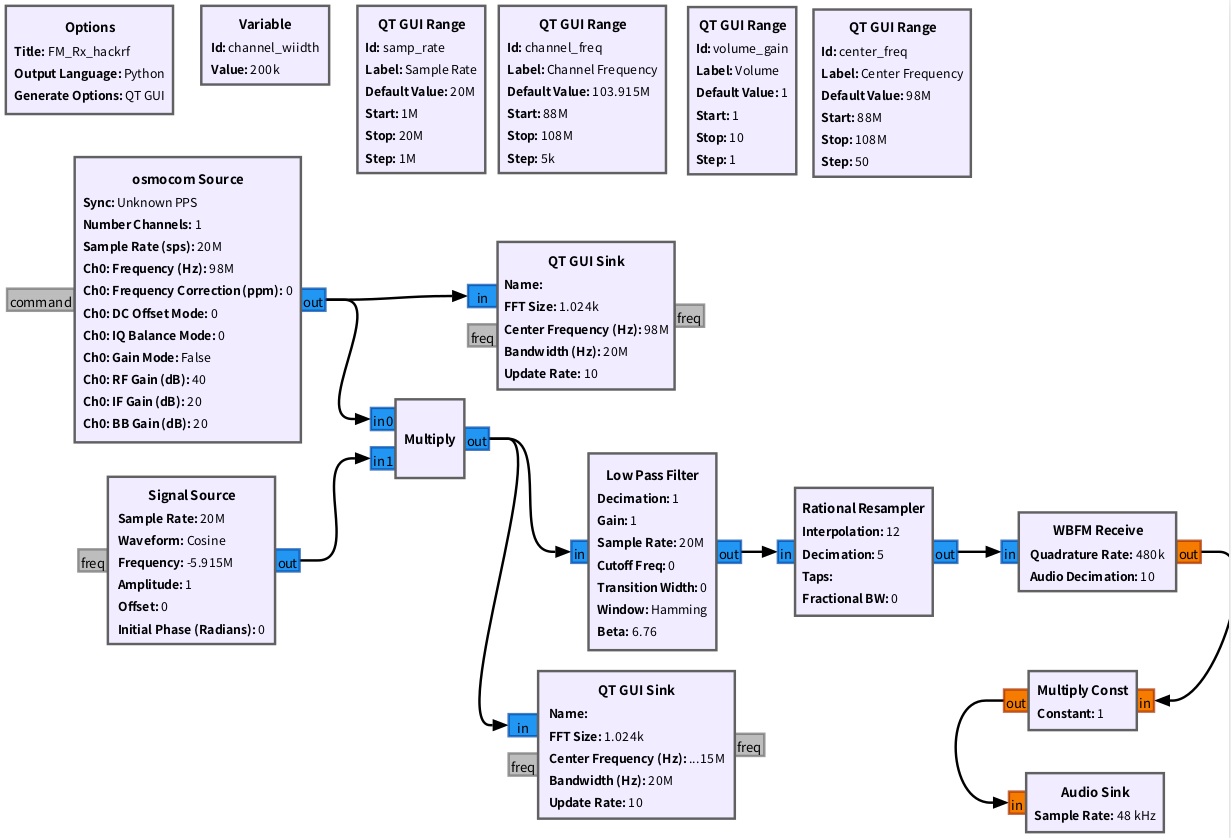 Options
Title: FM_Rx_hackrf
Output Language: Python
Generate Options: QT GUI
Variable
Id: channel_wiidth
Value: 200k
QT GUI Range
Id: samp_rate
Label: Sample Rate
Default Value: 20M
Start: 1M
Stop: 20M
Step: 1M
QT GUI Range
Id: channel_freq
Label: Channel Frequency
Default Value: 103.915M
Start: 88M
Stop: 108M
Step: 5k
QT GUI Range
Id: volume_gain
Label: Volume
Default Value: 1
Start: 1
Stop: 10
Step: 1
QT GUI Range
Id: center_freq
Label: Center Frequency
Default Value: 98M
Start: 88M
Stop: 108M
Step: 50
osmocom Source
Sync: Unknown PPS
Number Channels: 1
Sample Rate (sps): 20M
Ch0: Frequency (Hz): 98M
Ch0: Frequency Correction (ppm): 0
Ch0: DC Offset Mode: 0
Ch0: IQ Balance Mode: 0
Ch0: Gain Mode: False
Ch0: RF Gain (dB): 40
Ch0: IF Gain (dB): 20
Ch0: BB Gain (dB): 20
command
out
QT GUI Sink
Name:
FFT Size: 1.024k
Center Frequency (Hz): 98M
Bandwidth (Hz): 20M
Update Rate: 10
in
freq
freq
Multiply
in0
in1
out
Signal Source
Sample Rate: 20M
Waveform: Cosine
Frequency: -5.915M
Amplitude: 1
Offset: 0
Initial Phase (Radians): 0
freq
out
Low Pass Filter
Decimation: 1
Gain: 1
Sample Rate: 20M
Cutoff Freq: 0
Transition Width: 0
Window: Hamming
Beta: 6.76
in
out
Rational Resampler
Interpolation: 12
Decimation: 5
Taps:
Fractional BW: 0
in
out
WBFM Receive
Quadrature Rate: 480k
Audio Decimation: 10
in
out
QT GUI Sink
Name:
FFT Size: 1.024k
Center Frequency (Hz): ...15M
Bandwidth (Hz): 20M
Update Rate: 10
in
freq
freq
Multiply Const
Constant: 1
out
in
Audio Sink
Sample Rate: 48 kHz
in